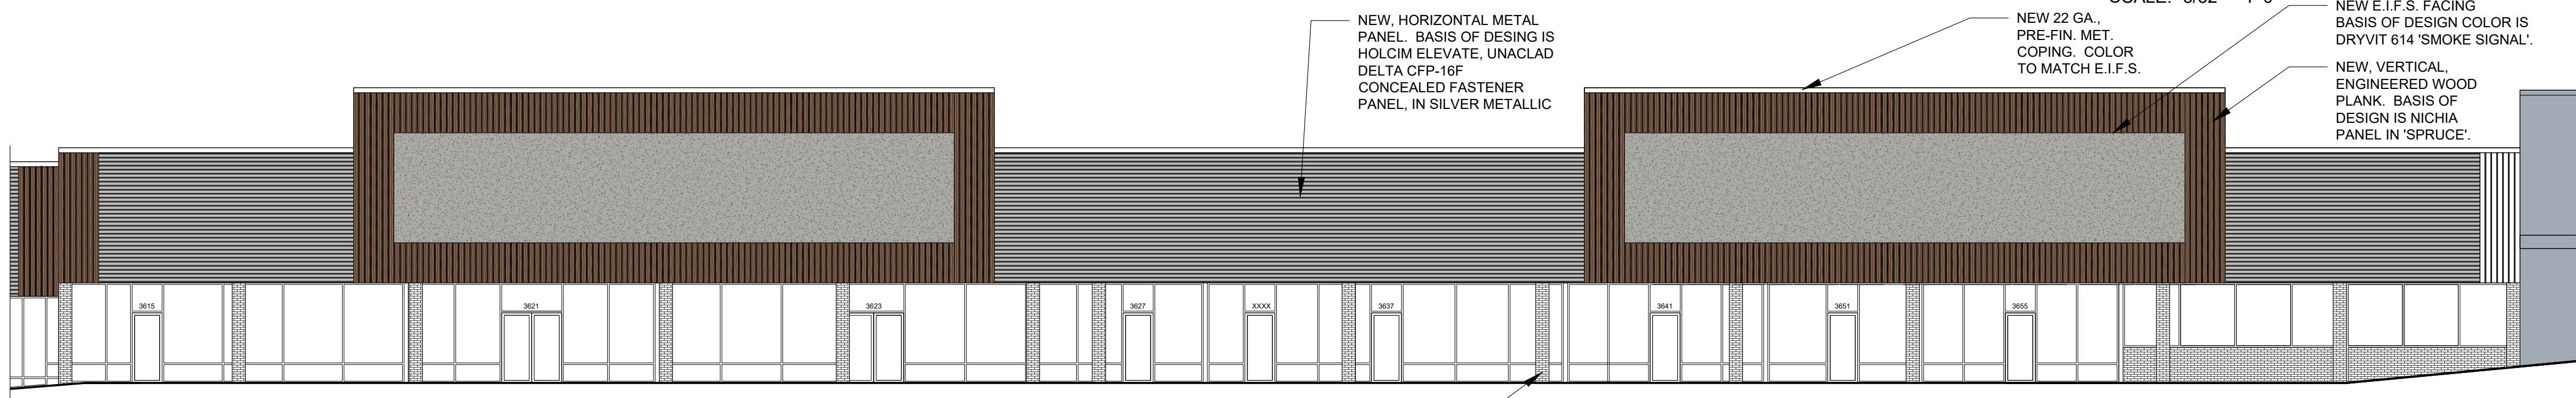 NEW, HORIZONTAL METAL
PANEL. BASIS OF DESING IS
HOLCIM ELEVATE, UNACLAD
DELTA CFP-16F
CONCEALED FASTENER
PANEL, IN SILVER METALLIC
NEW 22 GA.,
PRE-FIN. MET.
COPING. COLOR
TO MATCH E.I.F.S.
NEW E.I.F.S. FACING
BASIS OF DESIGN COLOR IS
DRYVIT 614 'SMOKE SIGNAL'.
NEW, VERTICAL,
ENGINEERED WOOD
PLANK. BASIS OF
DESIGN IS NICHIA
PANEL IN 'SPRUCE'.
3615
3621
3623
3627
XXXX
3637
3641
3651
3655